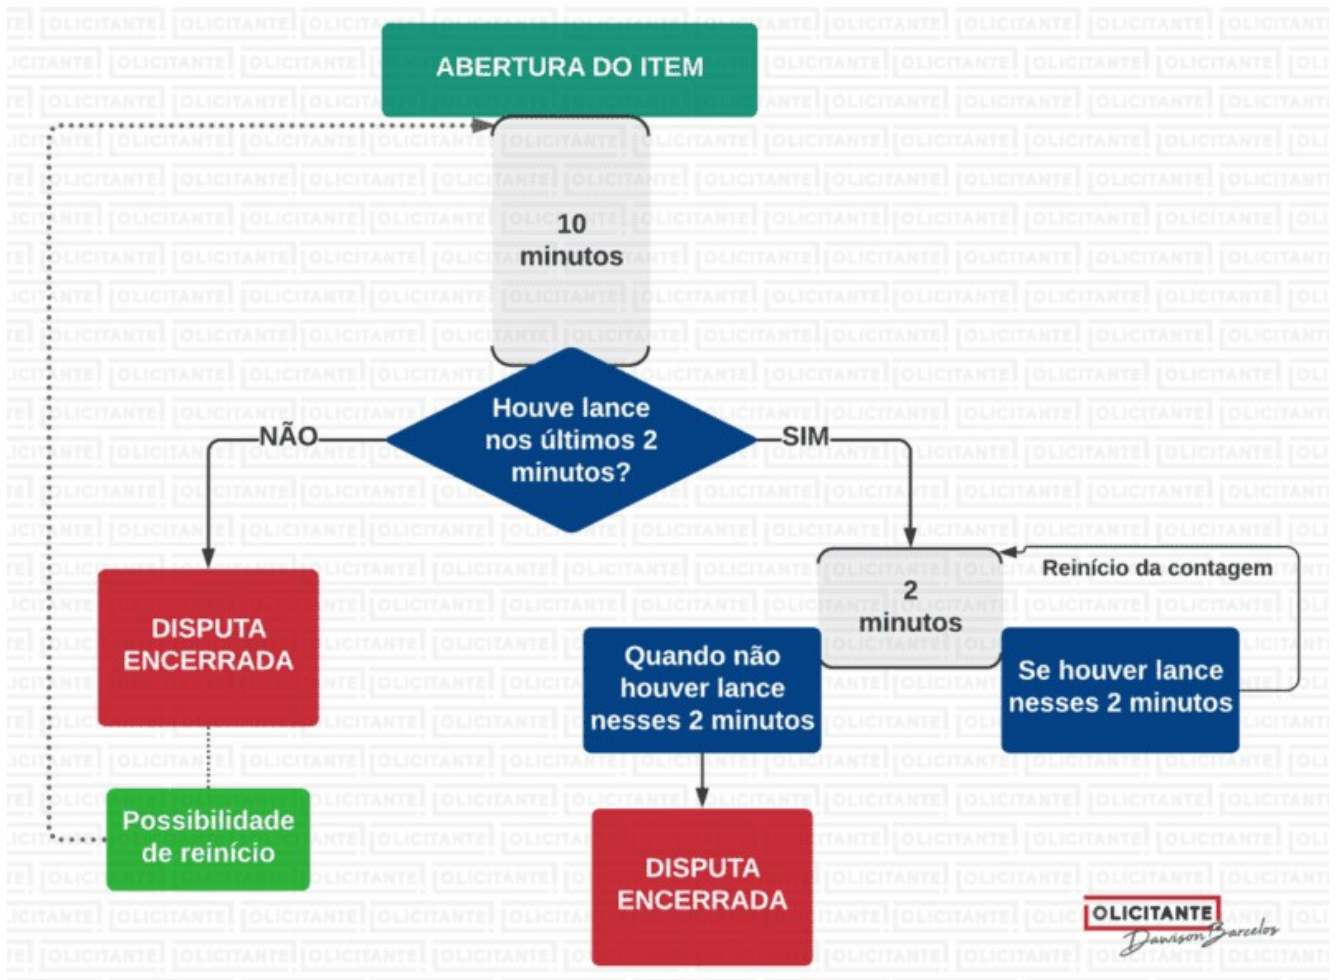 ABERTURA DO ITEM
10
minutos
Houve lance
nos últimos 2
minutos?
NÃO
SIM
DISPUTA
ENCERRADA
Possibilidade
de reinício
2
minutos
Reinício da contagem
Quando não
houver lance
nesses 2 minutos
Se houver lance
nesses 2 minutos
DISPUTA
ENCERRADA
OLICITANTE
Dawison Barcelos